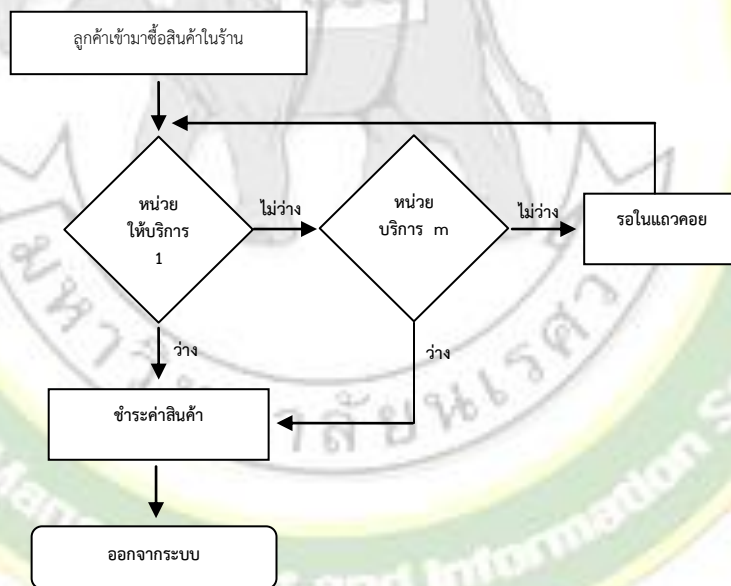 ลูกค้าเข้ามาซื้อสินค้าในร้าน
หน่วย
ให้บริการ
1
ไม่ว่าง
หน่วย
บริการ m
ไม่ว่าง
รอในแถวคอย
ว่าง
ว่าง
ชำระค่าสินค้า
ออกจากระบบ
and Information